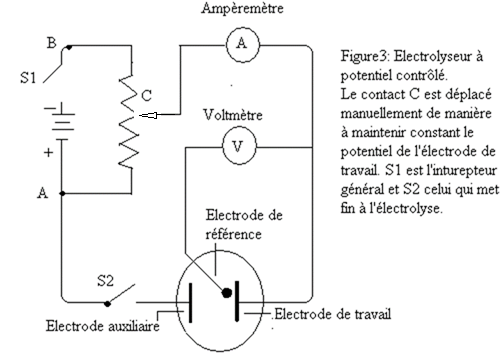 Ampèremètre
B
A
S1
C
Figure3: Electrolyseur à
potentiel contrôlé.
Le contact C est déplacé
manuellement de manière
à maintenir constant le
potentiel de l'électrode de
travail. S1 est l'inturepteur
général et S2 celui qui met
fin à l'électrolyse.
−
+
Voltmètre
V
A
Electrode de
référence
S2
Electrode auxiliaire
Electrode de travail